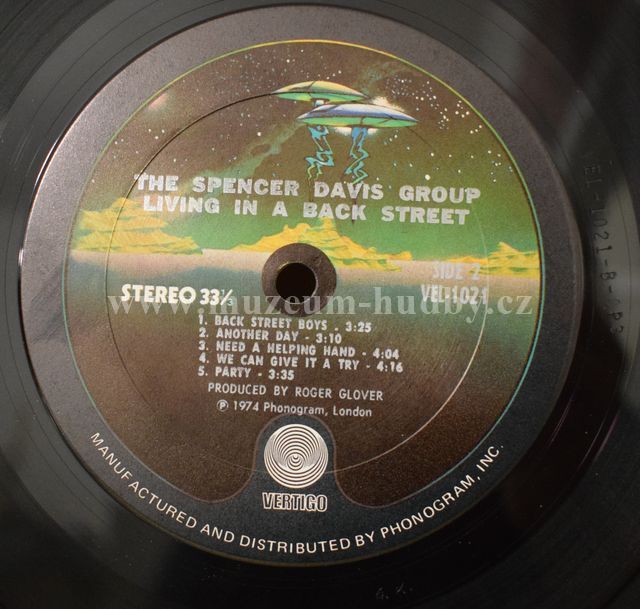 THE SPENCER DAVIS GROUP
LIVING IN A BACK STREET
SIDE 2
STEREO 33⅓
VEL-1021
www.muzeum-hudby.cz
1. BACK STREET BOYS - 3:25
2. ANOTHER DAY - 3:10
3. NEED A HELPING HAND - 4:04
4. WE CAN GIVE IT A TRY - 4:16
5. PARTY - 3:35
PRODUCED BY ROGER GLOVER
℗ 1974 Phonogram, London
VERTIGO
MANUFACTURED AND DISTRIBUTED BY PHONOGRAM, INC.